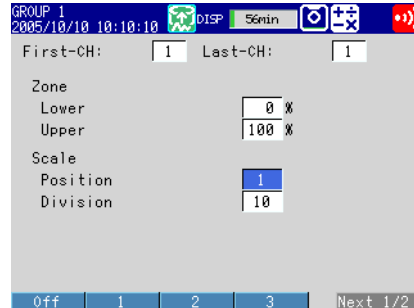 GROUP 1
2005/10/10 10:10:10 DISP 56min
First-CH: 1 Last-CH: 1
Zone
Lower 0 %
Upper 100 %
Scale
Position 1
Division 10
Off 1 2 3 Next 1/2